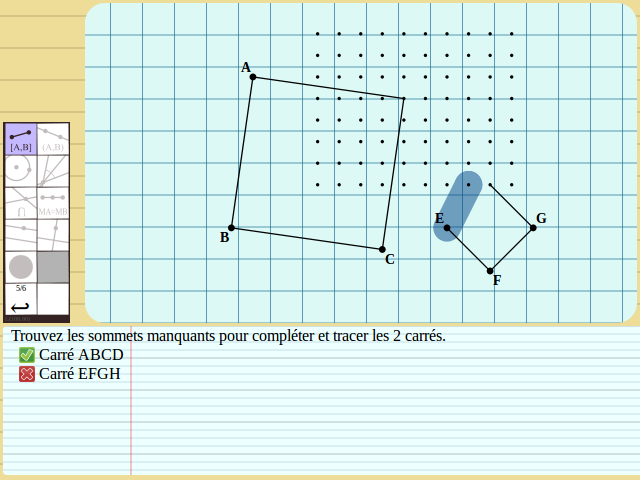 A
[A,B] (A,B)
∩ MA=MB
E G
B
C
F
5/6
Trouvez les sommets manquants pour compléter et tracer les 2 carrés.
Carré ABCD
Carré EFGH